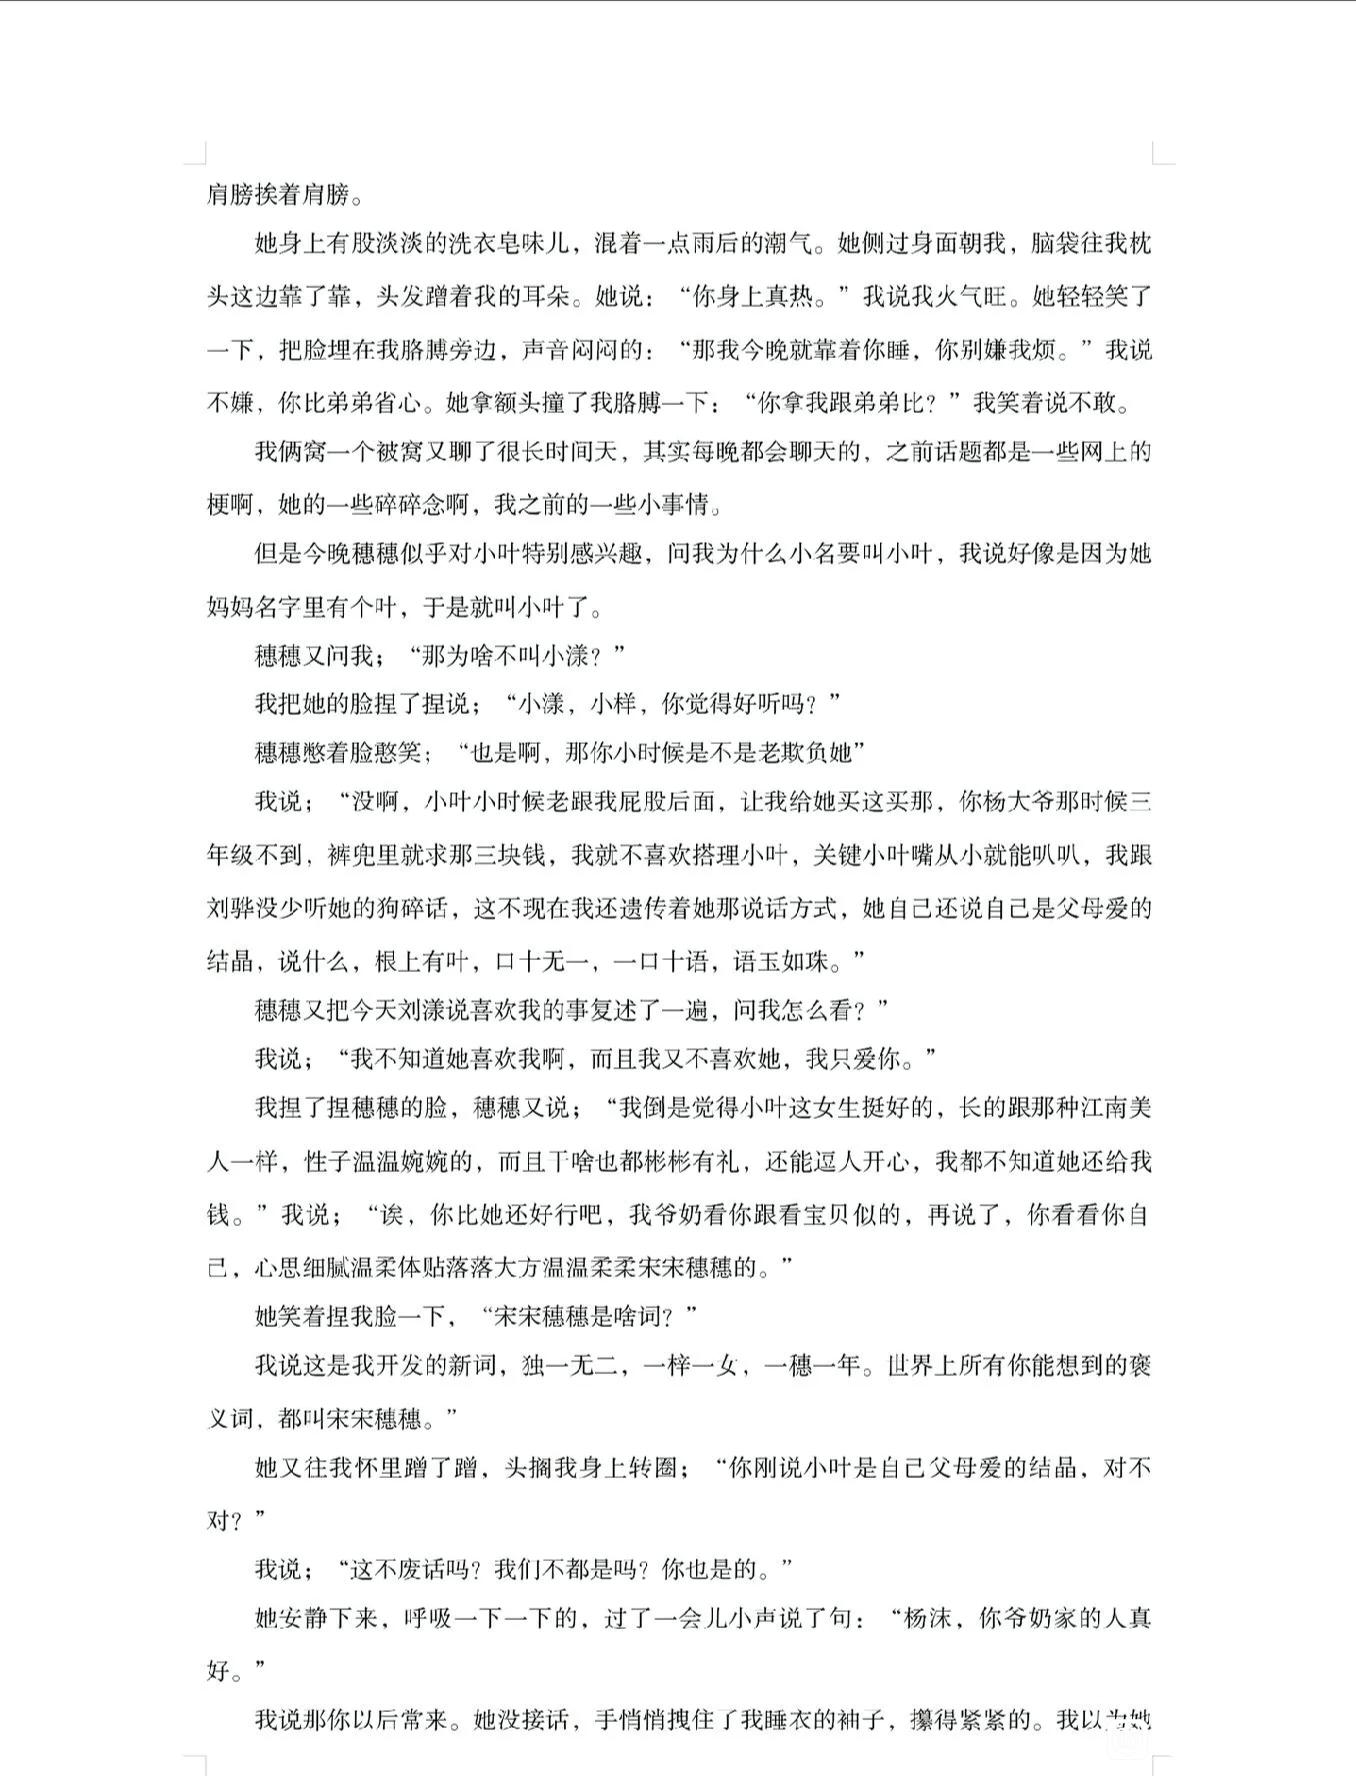 肩膀挨着肩膀。
她身上有股淡淡的洗衣皂味儿，混着一点雨后的潮气。她侧过身面朝我，脑袋往我枕
头这边靠了靠，头发蹭着我的耳朵。她说：“你身上真热。”我说我火气旺。她轻轻笑了
一下，把脸埋在我胳膊旁边，声音闷闷的：“那我今晚就靠着你睡，你别嫌我烦。”我说
不嫌，你比弟弟省心。她拿额头撞了我胳膊一下：“你拿我跟弟弟比？”我笑着说不敢。
我俩窝一个被窝又聊了很长时间天，其实每晚都会聊天的，之前话题都是一些网上的
梗啊，她的一些碎碎念啊，我之前的一些小事情。
但是今晚穗穗似乎对小叶特别感兴趣，问我为什么小名要叫小叶，我说好像是因为她
妈妈名字里有个叶，于是就叫小叶了。
穗穗又问我；“那为啥不叫小漾？”
我把她的脸捏了捏说；“小漾，小样，你觉得好听吗？”
穗穗憋着脸憨笑；“也是啊，那你小时候是不是老欺负她”
我说；“没啊，小叶小时候老跟我屁股后面，让我给她买这买那，你杨大爷那时候三
年级不到，裤兜里就求那三块钱，我就不喜欢搭理小叶，关键小叶嘴从小就能叭叭，我跟
刘骅没少听她的狗碎话，这不现在我还遗传着她那说话方式，她自己还说自己是父母爱的
结晶，说什么，根上有叶，口十无一，一口十语，语玉如珠。”
穗穗又把今天刘漾说喜欢我的事复述了一遍，问我怎么看？”
我说；“我不知道她喜欢我啊，而且我又不喜欢她，我只爱你。”
我捏了捏穗穗的脸，穗穗又说；“我倒是觉得小叶这女生挺好的，长的跟那种江南美
人一样，性子温温婉婉的，而且干啥也都彬彬有礼，还能逗人开心，我都不知道她还给我
钱。”我说；“诶，你比她还好行吧，我爷奶看你跟看宝贝似的，再说了，你看看你自
己，心思细腻温柔体贴落落大方温温柔柔宋宋穗穗的。”
她笑着捏我脸一下，“宋宋穗穗是啥词？”
我说这是我开发的新词，独一无二，一梓一女，一穗一年。世界上所有你能想到的褒
义词，都叫宋宋穗穗。”
她又往我怀里蹭了蹭，头搁我身上转圈；“你刚说小叶是自己父母爱的结晶，对不
对？”
我说；“这不废话吗？我们不都是吗？你也是的。”
她安静下来，呼吸一下一下的，过了一会儿小声说了句：“杨沫，你爷奶家的人真
好。”
我说那你以后常来。她没接话，手悄悄拽住了我睡衣的袖子，攥得紧紧的。我以为她